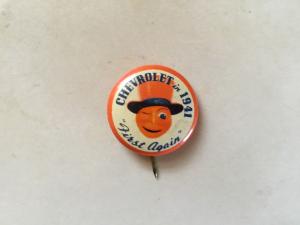 CHEVROLET in 1941
"First Again"